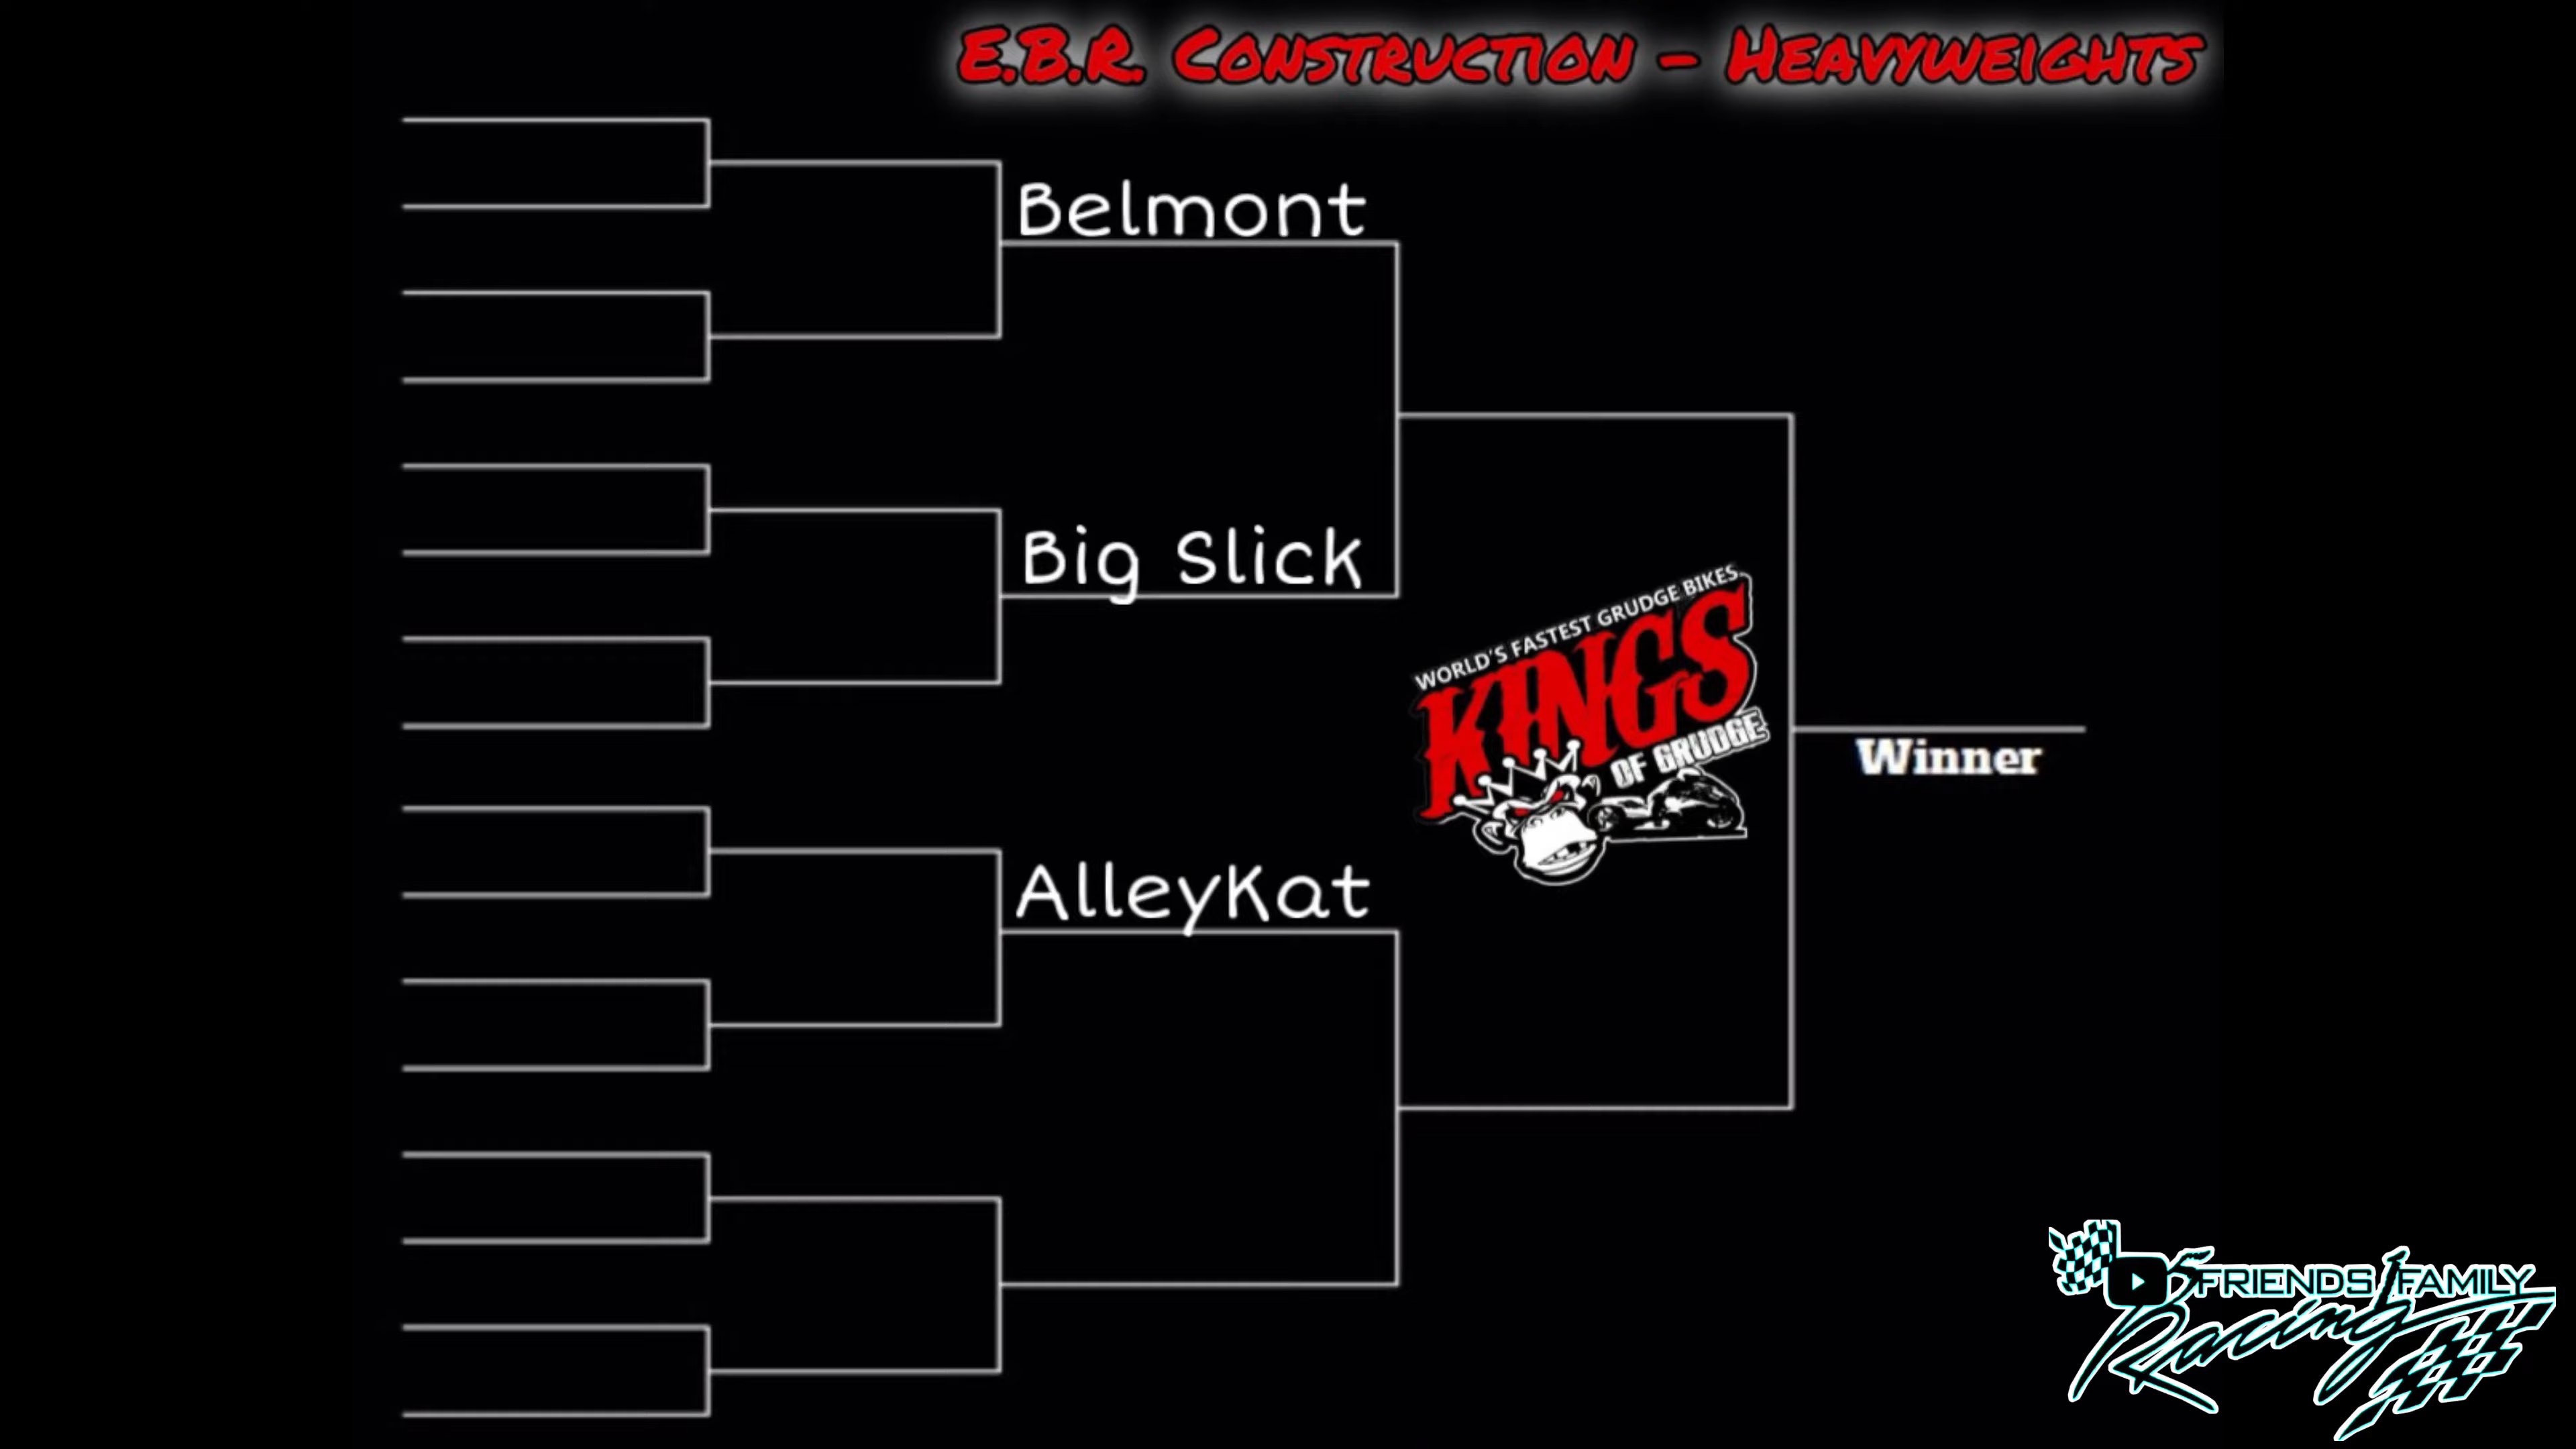 E.B.R. CONSTRUCTION - HEAVYWEIGHTS
Belmont
Big Slick
WORLD'S FASTEST GRUDGE BIKES
KINGS
OF GRUDGE
Winner
AlleyKat
FRIENDS FAMILY
Racing